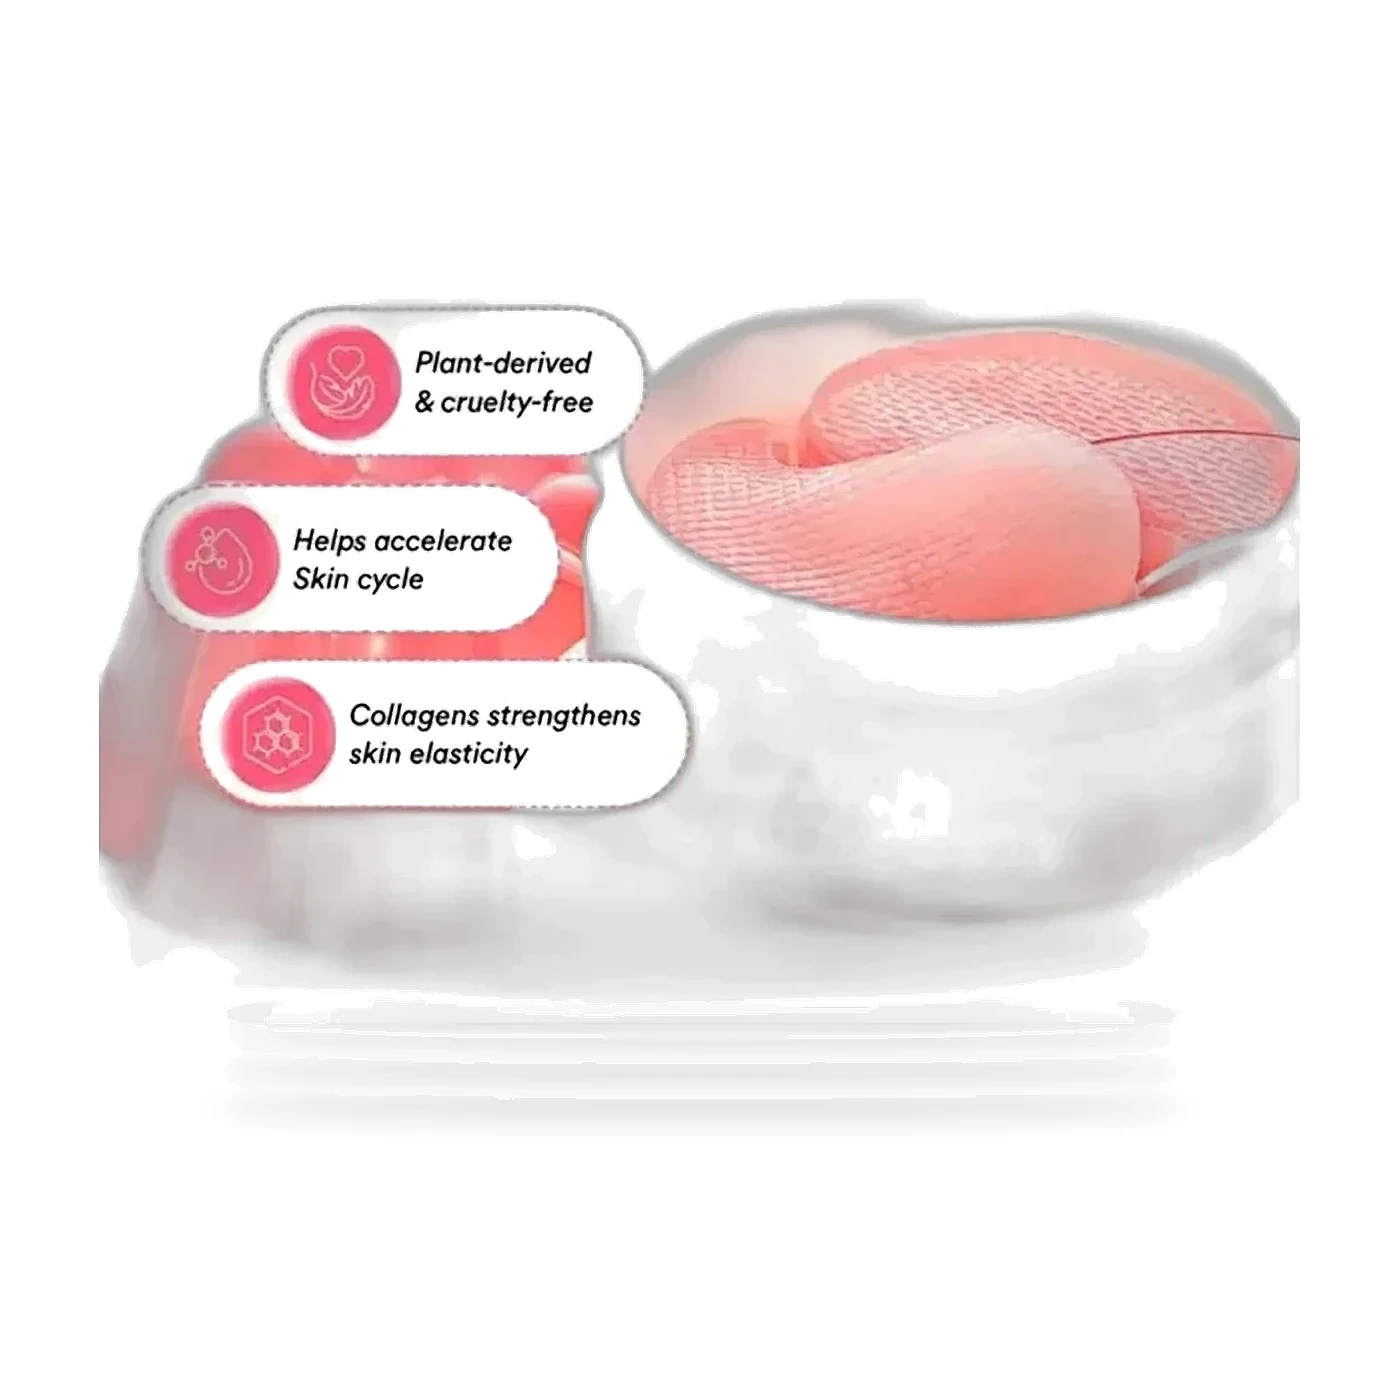 Plant-derived
& cruelty-free
Helps accelerate
Skin cycle
Collagens strengthens
skin elasticity